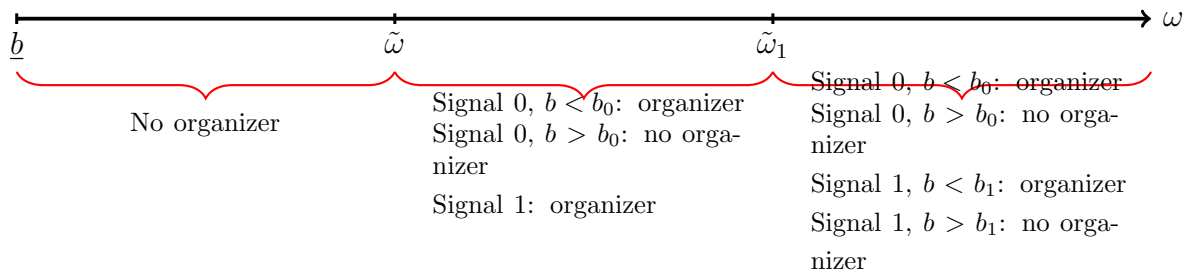 ω
b ω̃ ω̃₁
No organizer
Signal 0, b < b₀: organizer
Signal 0, b > b₀: no orga-
nizer
Signal 1: organizer
Signal 0, b < b₀: organizer
Signal 0, b > b₀: no orga-
nizer
Signal 1, b < b₁: organizer
Signal 1, b > b₁: no orga-
nizer